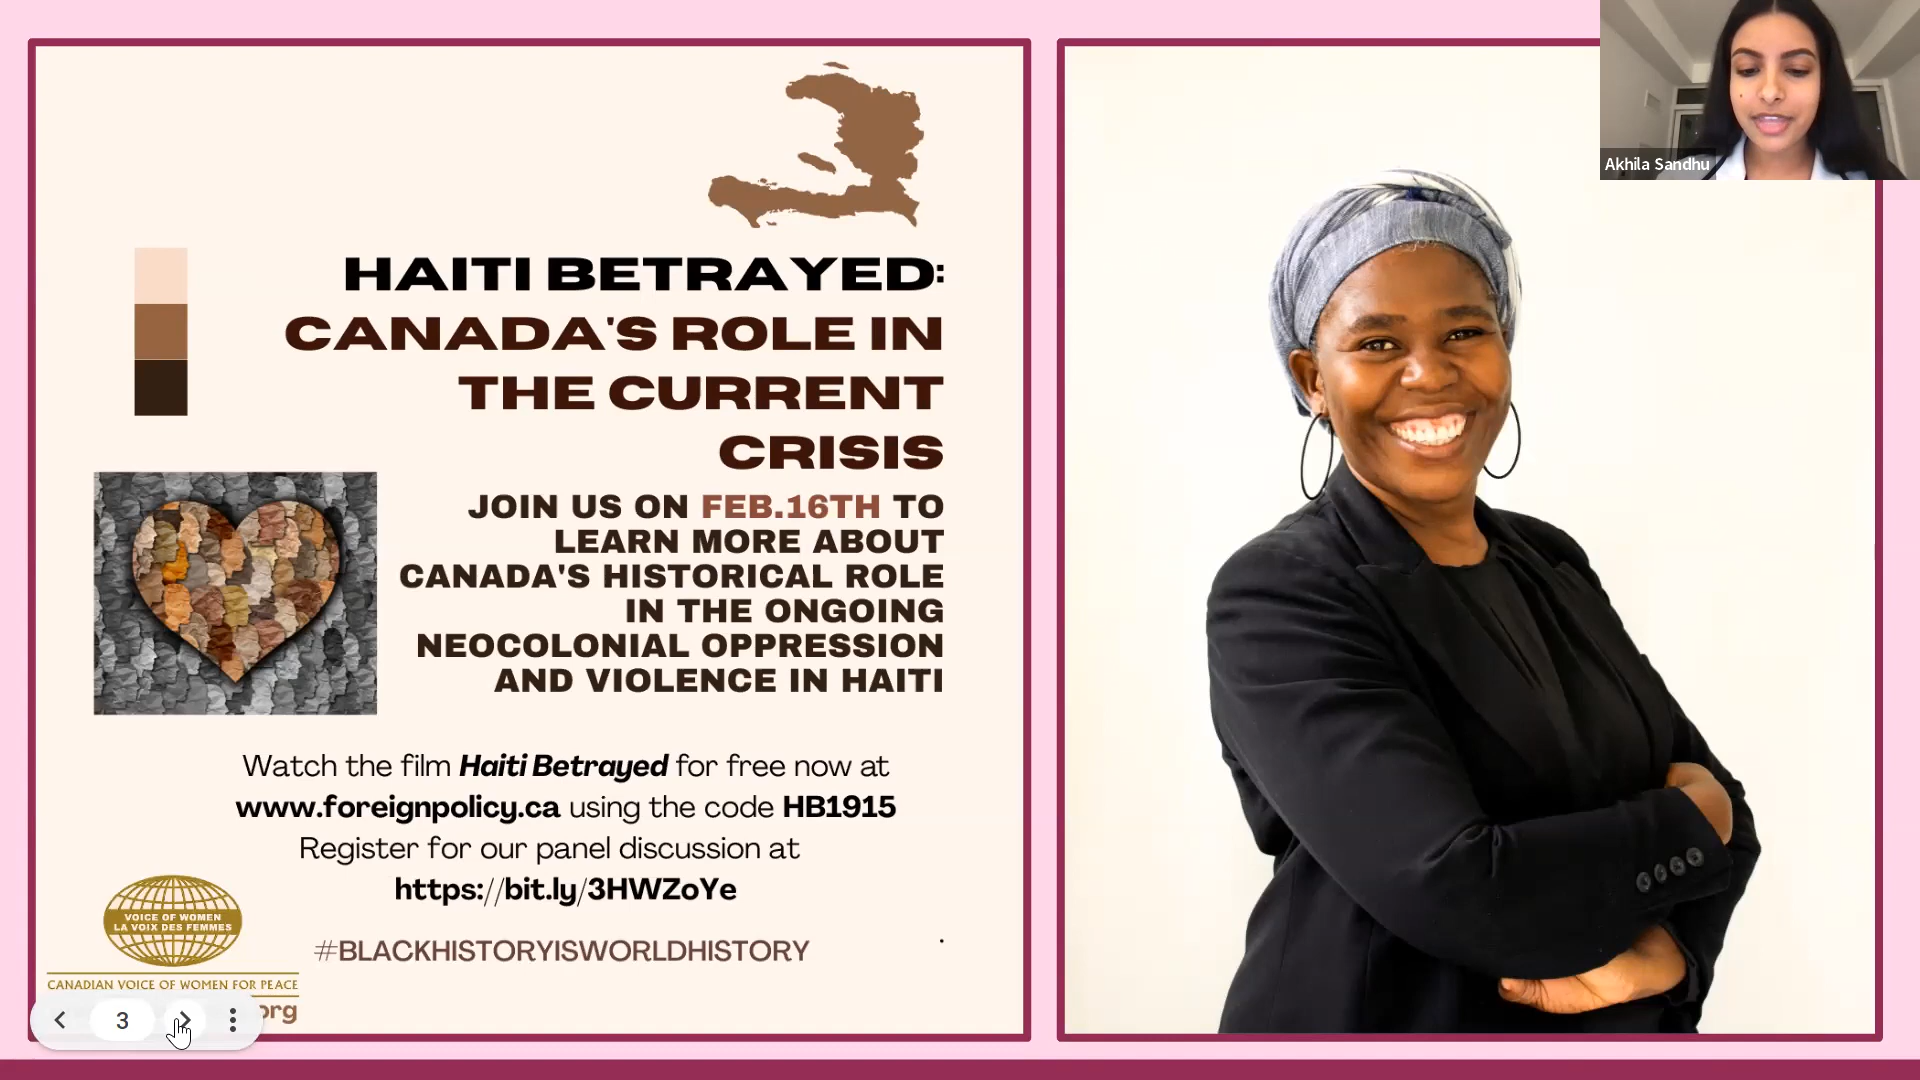 HAITI BETRAYED:
CANADA'S ROLE IN
THE CURRENT
CRISIS
JOIN US ON FEB.16TH TO
LEARN MORE ABOUT
CANADA'S HISTORICAL ROLE
IN THE ONGOING
NEOCOLONIAL OPPRESSION
AND VIOLENCE IN HAITI
Watch the film Haiti Betrayed for free now at
www.foreignpolicy.ca using the code HB1915
Register for our panel discussion at
https://bit.ly/3HWZoYe
#BLACKHISTORYISWORLDHISTORY
VOICE OF WOMEN
LA VOIX DES FEMMES
CANADIAN VOICE OF WOMEN FOR PEACE
org
3
Akhila Sandhu